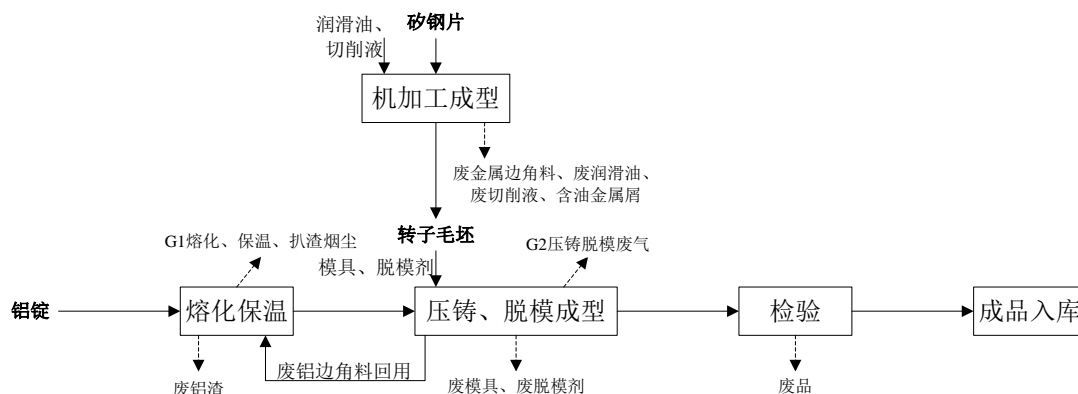 润滑油、
切削液
矽钢片
机加工成型
废金属边角料、废润滑油、
废切削液、含油金属屑
转子毛坯
G1熔化、保温、扒渣烟尘
G2压铸脱模废气
模具、脱模剂
铝锭
熔化保温
压铸、脱模成型
检验
成品入库
废铝边角料回用
废铝渣
废模具、废脱模剂
废品